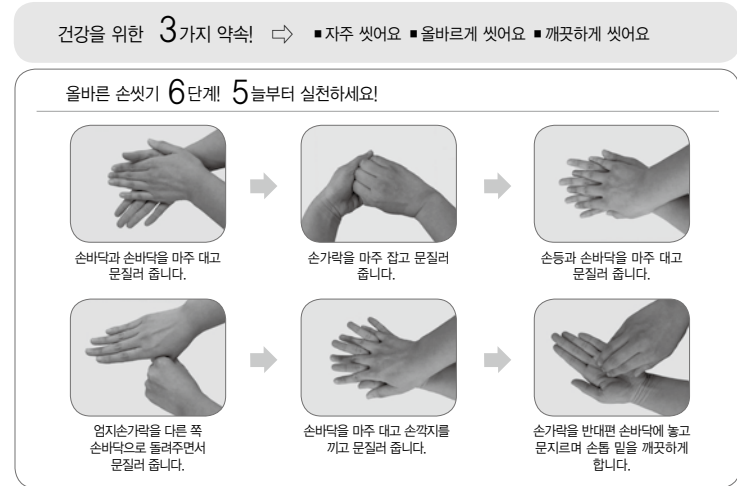 건강을 위한 3가지 약속! ⇨ ■ 자주 씻어요 ■ 올바르게 씻어요 ■ 깨끗하게 씻어요
올바른 손씻기 6단계! 5늘부터 실천하세요!
손바닥과 손바닥을 마주 대고
문질러 줍니다.
손가락을 마주 잡고 문질러
줍니다.
손등과 손바닥을 마주 대고
문질러 줍니다.
엄지손가락을 다른 쪽
손바닥으로 돌려주면서
문질러 줍니다.
손바닥을 마주 대고 손깍지를
끼고 문질러 줍니다.
손가락을 반대편 손바닥에 놓고
문지르며 손톱 밑을 깨끗하게
합니다.